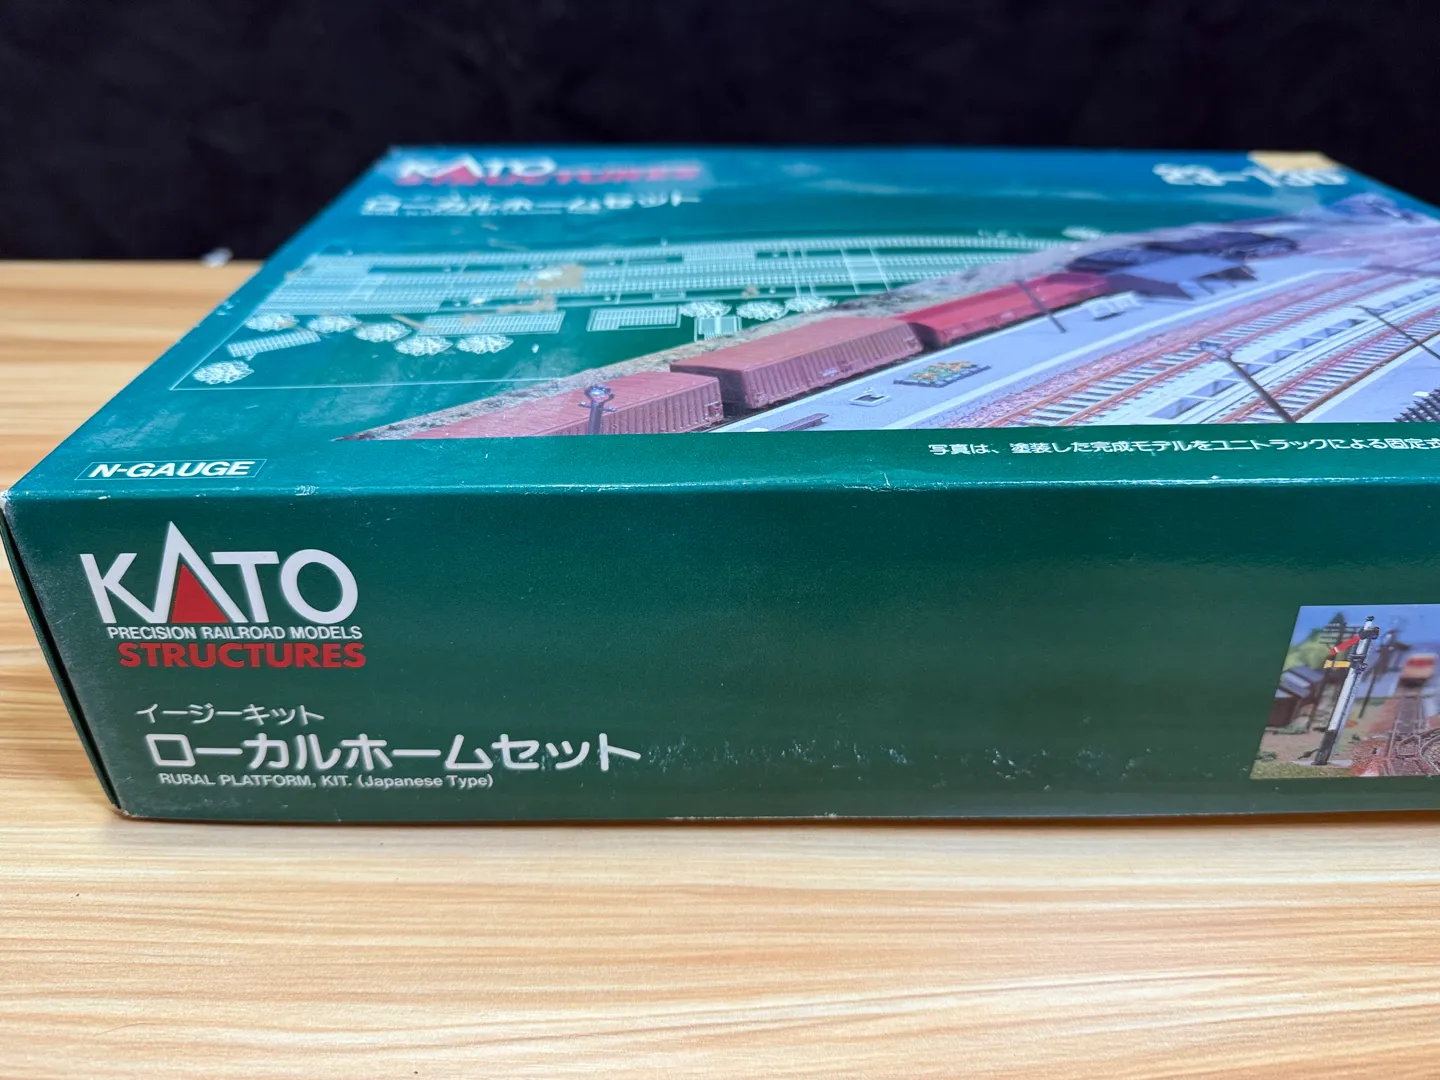 KATO
STRUCTURES
ローカルホームセット
N-GAUGE
写真は、塗装した完成モデルをユニトラックによる固定式
KATO
PRECISION RAILROAD MODELS
STRUCTURES
イージーキット
ローカルホームセット
RURAL PLATFORM, KIT. (Japanese Type)